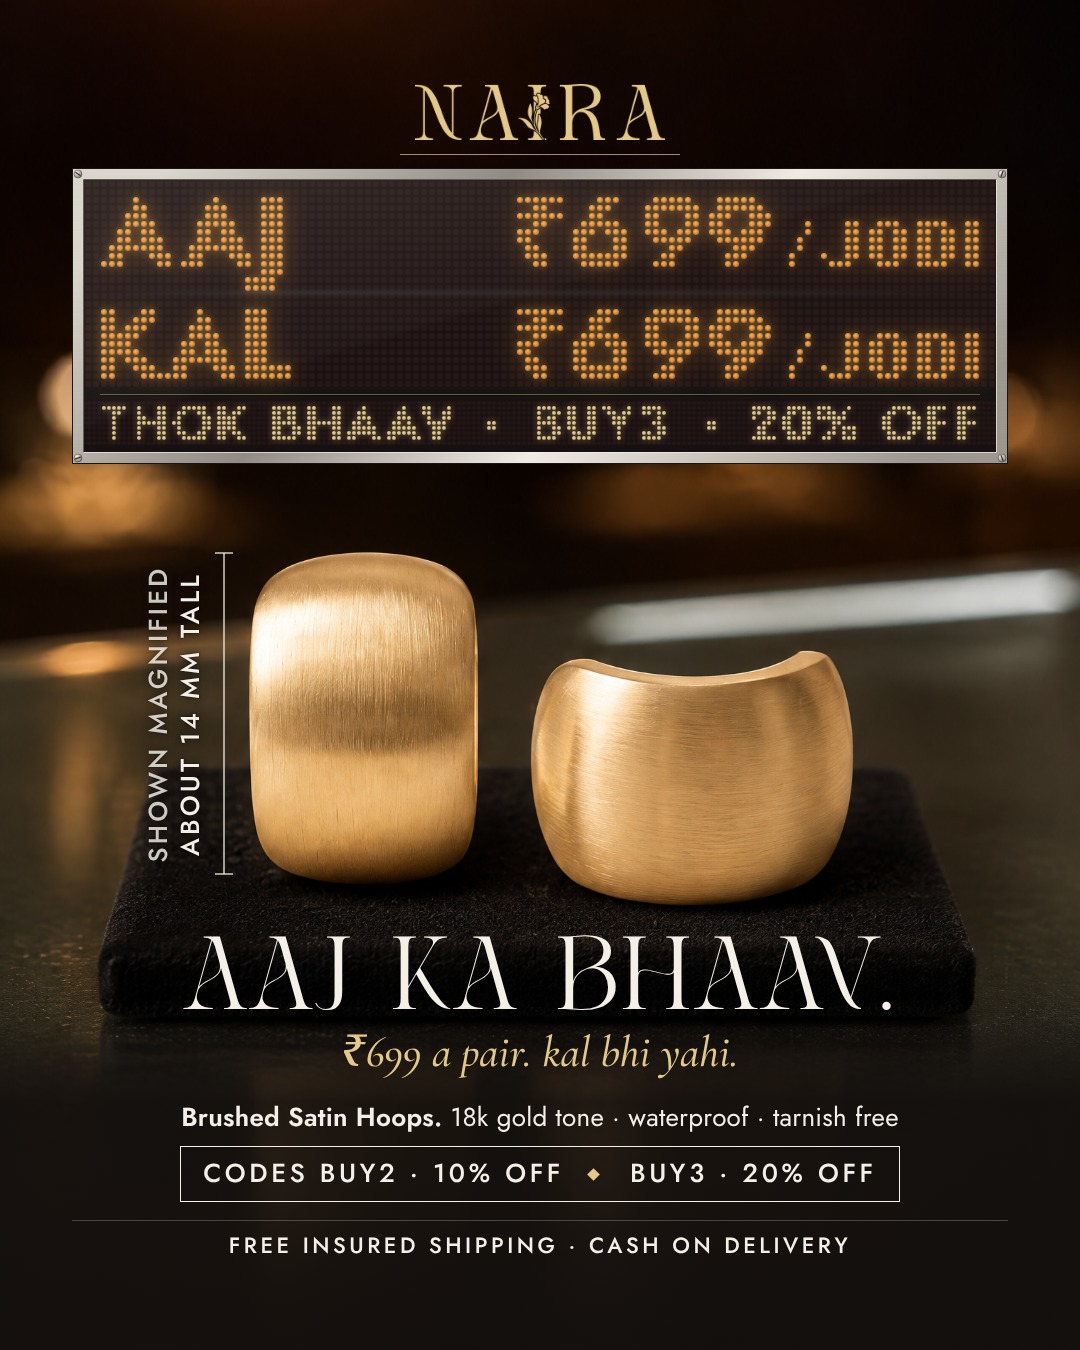 NAIRA
AAJ ₹699/JODI
KAL ₹699/JODI
THOK BHAAV · BUY3 · 20% OFF
SHOWN MAGNIFIED
ABOUT 14 MM TALL
AAJ KA BHAAV.
₹699 a pair. kal bhi yahi.
Brushed Satin Hoops. 18k gold tone · waterproof · tarnish free
CODES BUY2 · 10% OFF ◆ BUY3 · 20% OFF
FREE INSURED SHIPPING · CASH ON DELIVERY